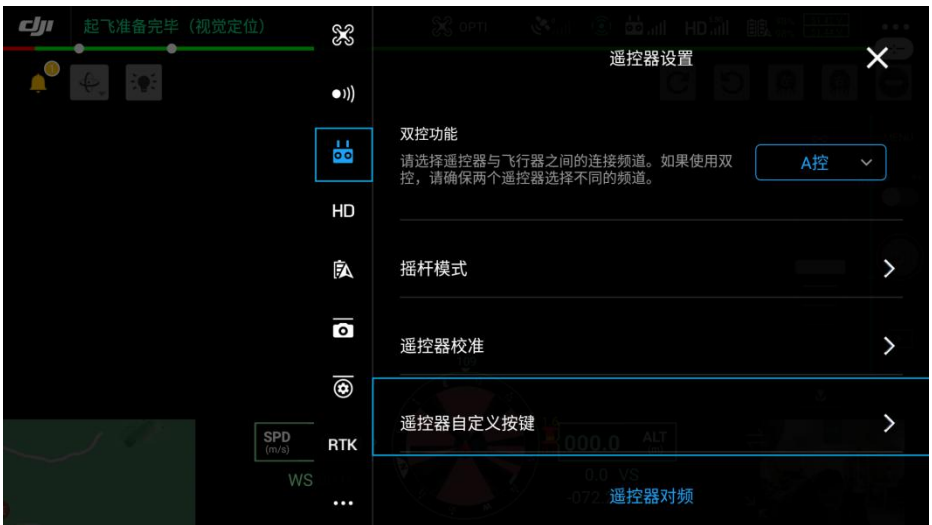 dji 起飞准备完毕（视觉定位）
GPTI
HD
遥控器设置
1
双控功能
请选择遥控器与飞行器之间的连接频道。如果使用双
控，请确保两个遥控器选择不同的频道。
A控
HD
摇杆模式
遥控器校准
遥控器自定义按键
SPD
(m/s)
RTK
000.0 ALT
(m)
WS
0.0 VS
遥控器对频